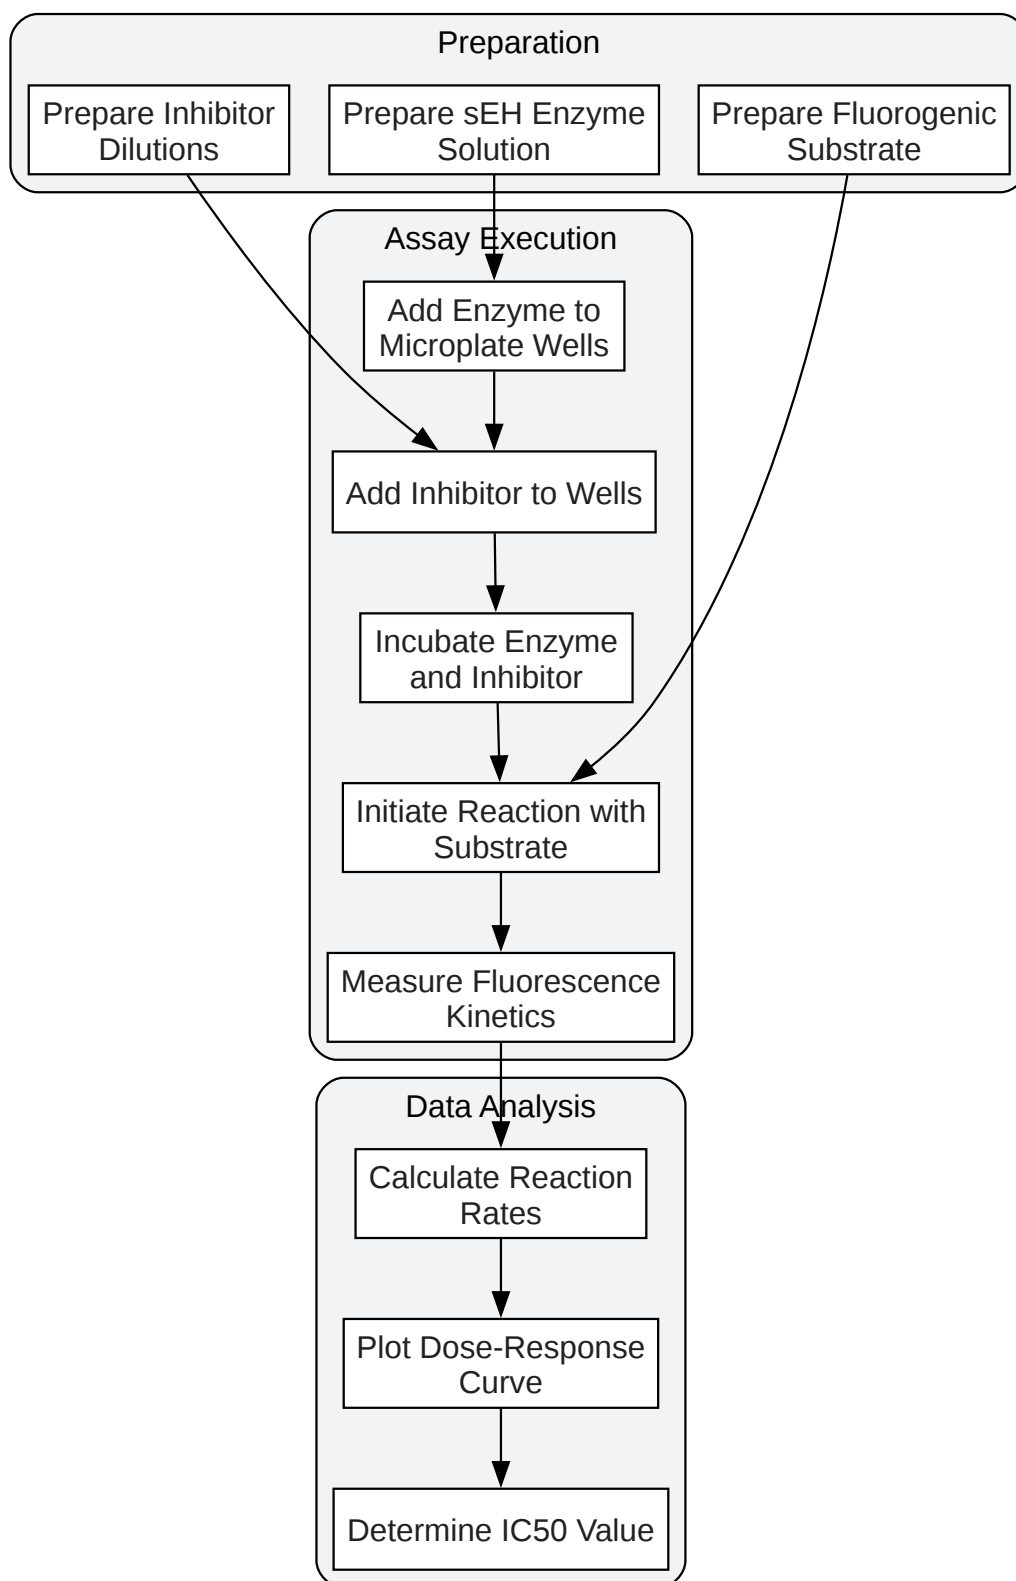 Preparation
Prepare Inhibitor
Dilutions
Prepare sEH Enzyme
Solution
Prepare Fluorogenic
Substrate
Assay Execution
Add Enzyme to
Microplate Wells
Add Inhibitor to Wells
Incubate Enzyme
and Inhibitor
Initiate Reaction with
Substrate
Measure Fluorescence
Kinetics
Data Analysis
Calculate Reaction
Rates
Plot Dose-Response
Curve
Determine IC50 Value